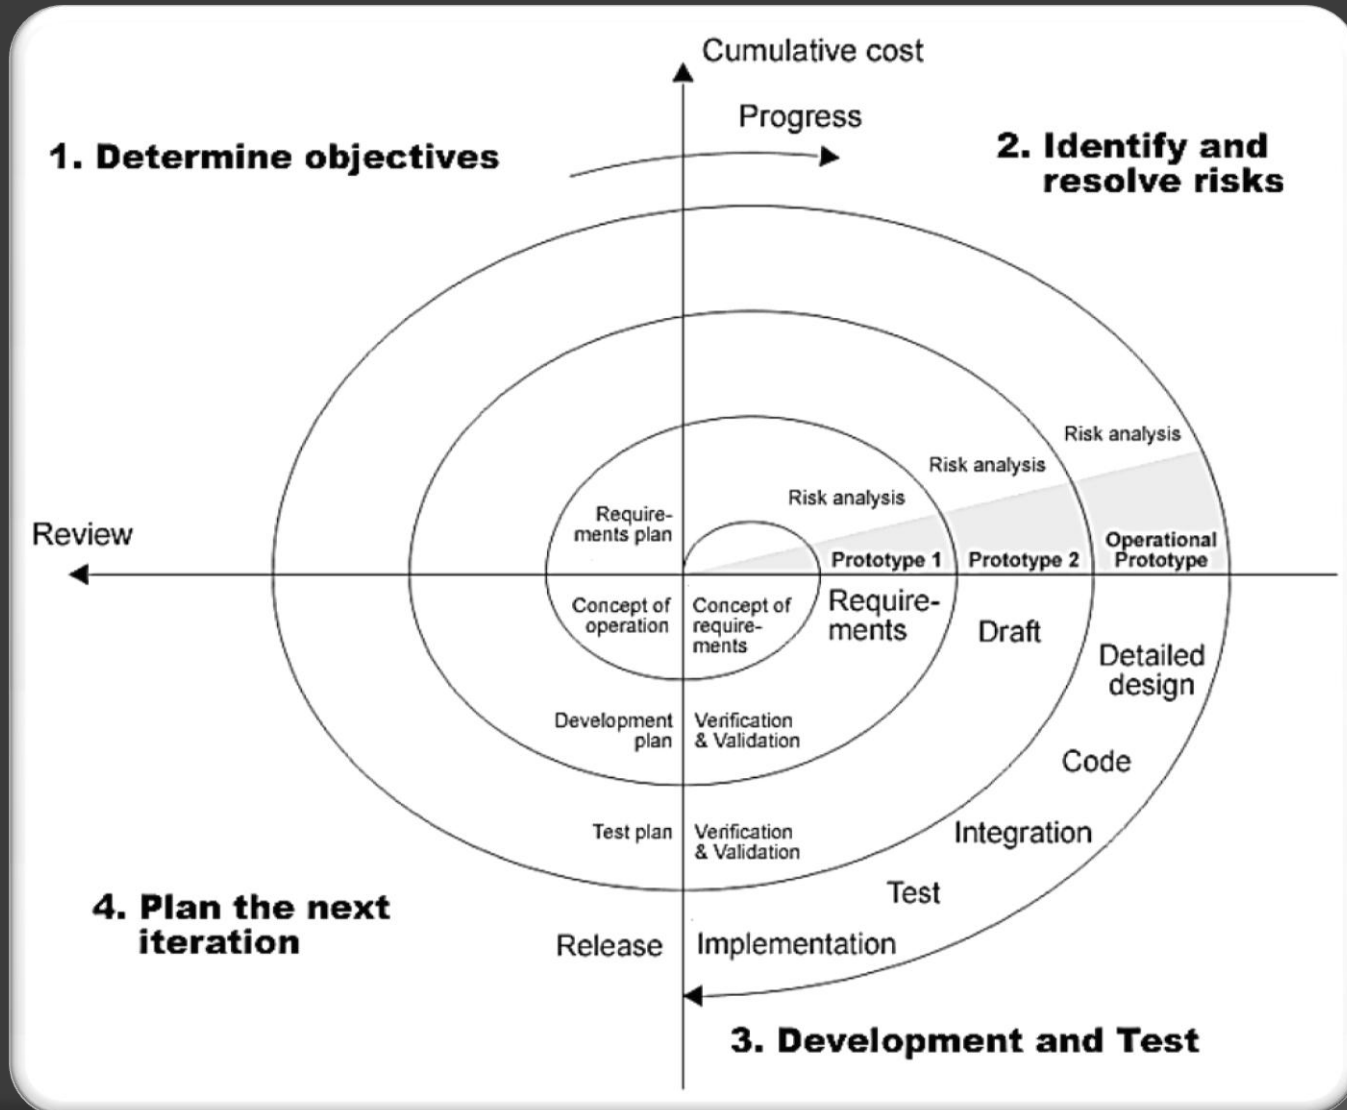 Cumulative cost
Progress
1. Determine objectives
2. Identify and
resolve risks
Risk analysis
Risk analysis
Risk analysis
Require-
ments plan
Review
Operational
Prototype 1
Prototype 2
Prototype
Concept of
operation
Concept of
require-
ments
Require-
ments
Draft
Detailed
design
Development
plan
Verification
& Validation
Code
Test plan
Verification
& Validation
Integration
Test
4. Plan the next
iteration
Release
Implementation
3. Development and Test